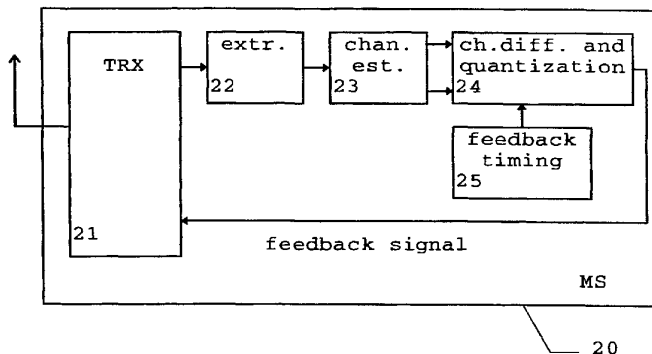 TRX
21
extr.
22
chan.
est.
23
ch.diff. and
quantization
24
feedback
timing
25
feedback signal
MS
20